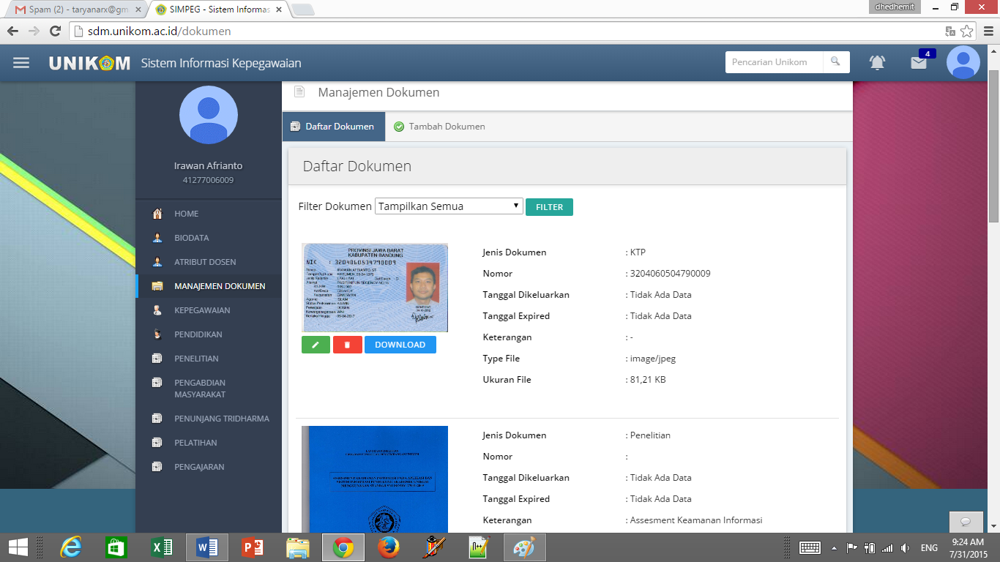 Spam (2) - taryanarx@gm
SIMPEG - Sistem Informas
dhedhemit
sdm.unikom.ac.id/dokumen
UNIKOM Sistem Informasi Kepegawaian
Pencarian Unikom
4
Irawan Afrianto
41277006009
HOME
BIODATA
ATRIBUT DOSEN
MANAJEMEN DOKUMEN
KEPEGAWAIAN
PENDIDIKAN
PENELITIAN
PENGABDIAN
MASYARAKAT
PENUNJANG TRIDHARMA
PELATIHAN
PENGAJARAN
Manajemen Dokumen
Daftar Dokumen
Tambah Dokumen
Daftar Dokumen
Filter Dokumen Tampilkan Semua FILTER
PROVINSI JAWA BARAT
KABUPATEN BANDUNG
NIK : 3204060504790009
DOWNLOAD
Jenis Dokumen : KTP
Nomor : 3204060504790009
Tanggal Dikeluarkan : Tidak Ada Data
Tanggal Expired : Tidak Ada Data
Keterangan : -
Type File : image/jpeg
Ukuran File : 81,21 KB
Jenis Dokumen : Penelitian
Nomor :
Tanggal Dikeluarkan : Tidak Ada Data
Tanggal Expired : Tidak Ada Data
Keterangan : Assesment Keamanan Informasi
ENG
9:24 AM
7/31/2015